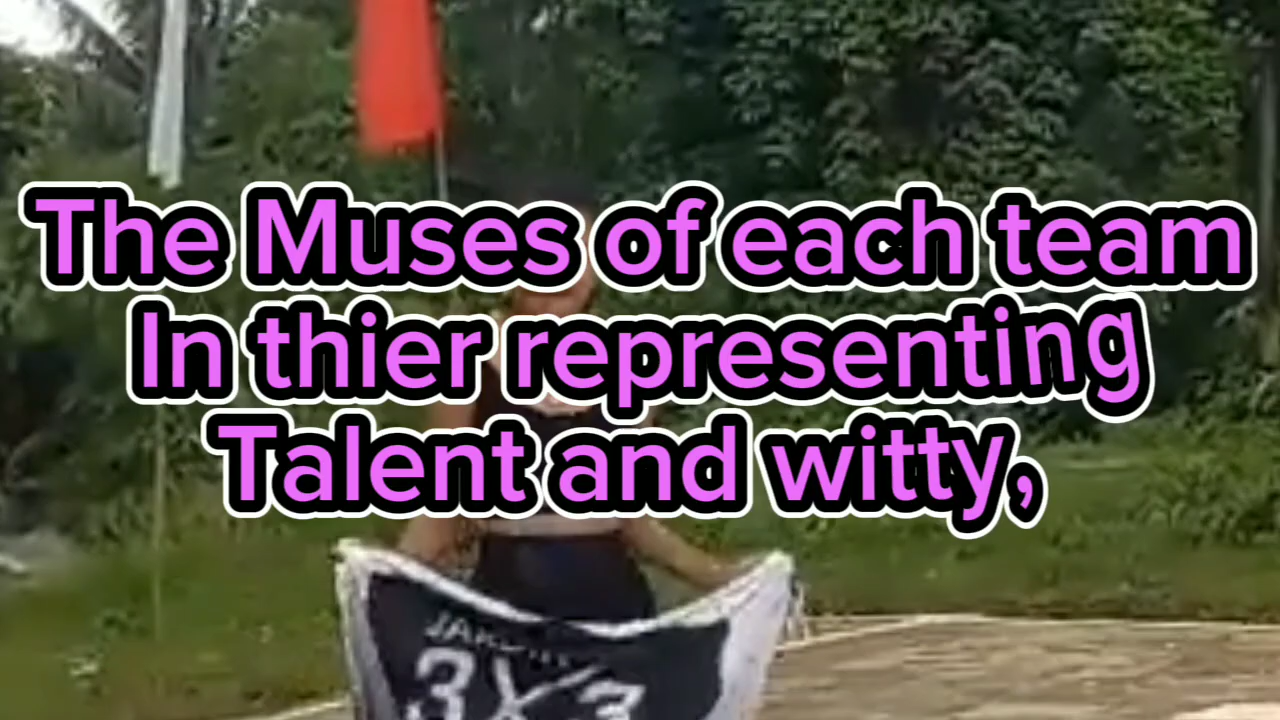 The Muses of each team
In thier representing
Talent and witty,
3X3